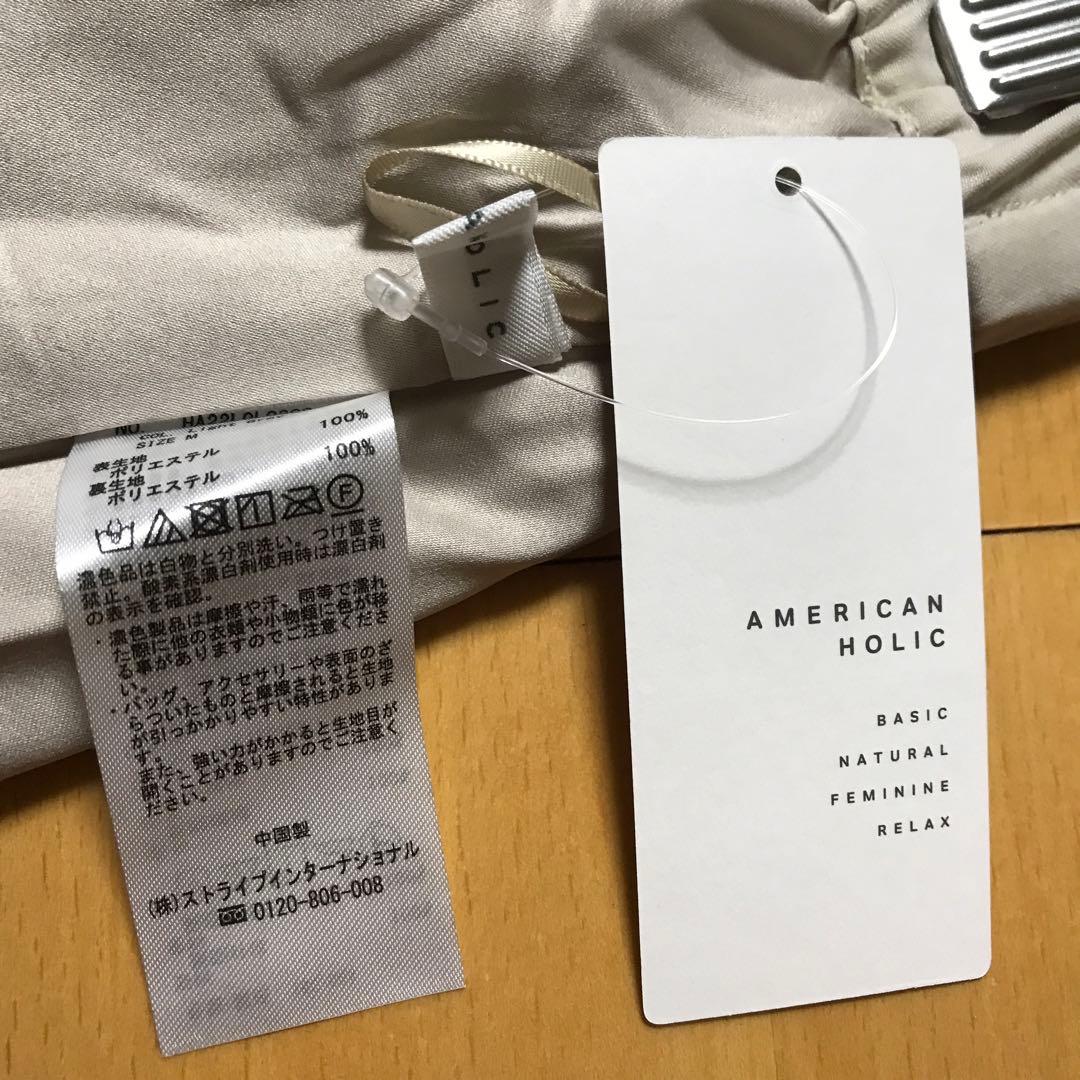 HOLIC
NO.
SIZE M
表生地
ポリエステル 100%
裏生地
ポリエステル 100%
F
濃色品は白物と分別洗い。つけ置き
禁止。酸素系漂白剤使用時は漂白剤
の表示を確認。
・濃色製品は摩擦や汗、雨等で濡れ
た際に他の衣類や小物類に色が移
る事がありますのでご注意くださ
い。
・バッグ、アクセサリーや表面のざ
らついたものと摩擦されると生地
が引っかかりやすい特性がありま
す。
また、強い力がかかると生地目が
開くことがありますのでご注意く
ださい。
中国製
(株)ストライプインターナショナル
0120-806-008
AMERICAN
HOLIC
BASIC
NATURAL
FEMININE
RELAX